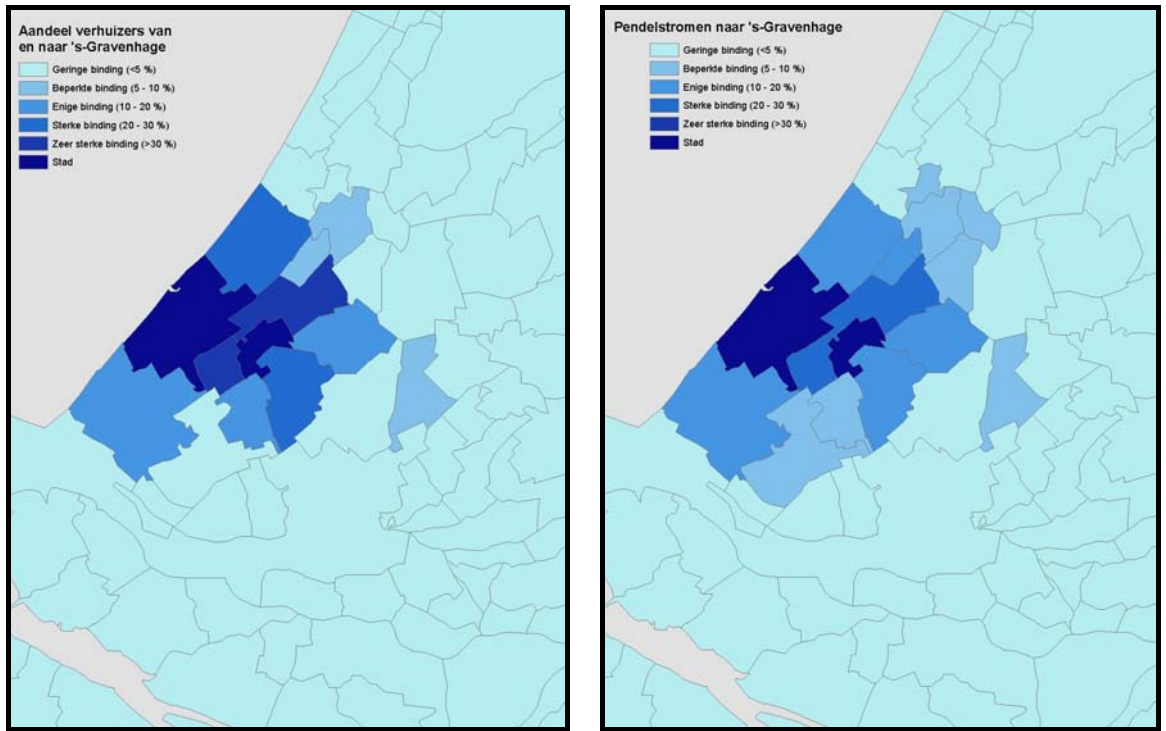 Aandeel verhuizers van
en naar 's-Gravenhage
Geringe binding (<5 %)
Beperkte binding (5 - 10 %)
Enige binding (10 - 20 %)
Sterke binding (20 - 30 %)
Zeer sterke binding (>30 %)
Stad
Pendelstromen naar 's-Gravenhage
Geringe binding (<5 %)
Beperkte binding (5 - 10 %)
Enige binding (10 - 20 %)
Sterke binding (20 - 30 %)
Zeer sterke binding (>30 %)
Stad